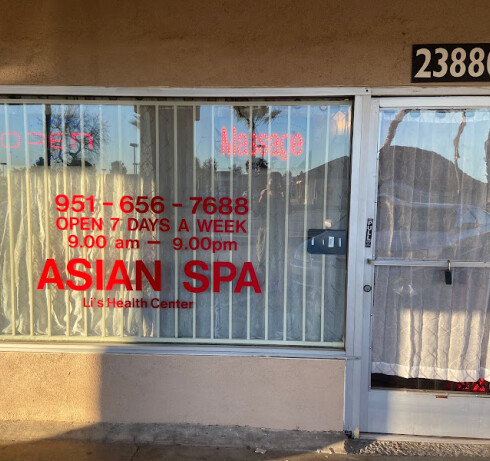 23886
OPEN
Massage
951-656-7688
OPEN 7 DAYS A WEEK
9.00 am - 9.00pm
ASIAN SPA
Li's Health Center